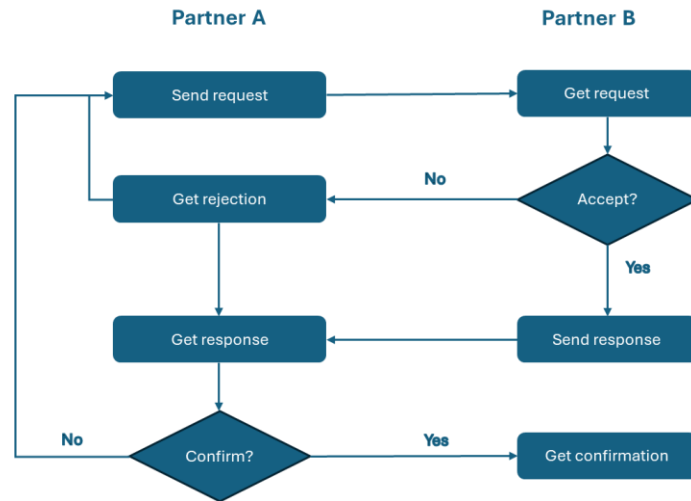 Partner A
Partner B
Send request
Get request
No
Get rejection
Accept?
Yes
Get response
Send response
No
Confirm?
Yes
Get confirmation